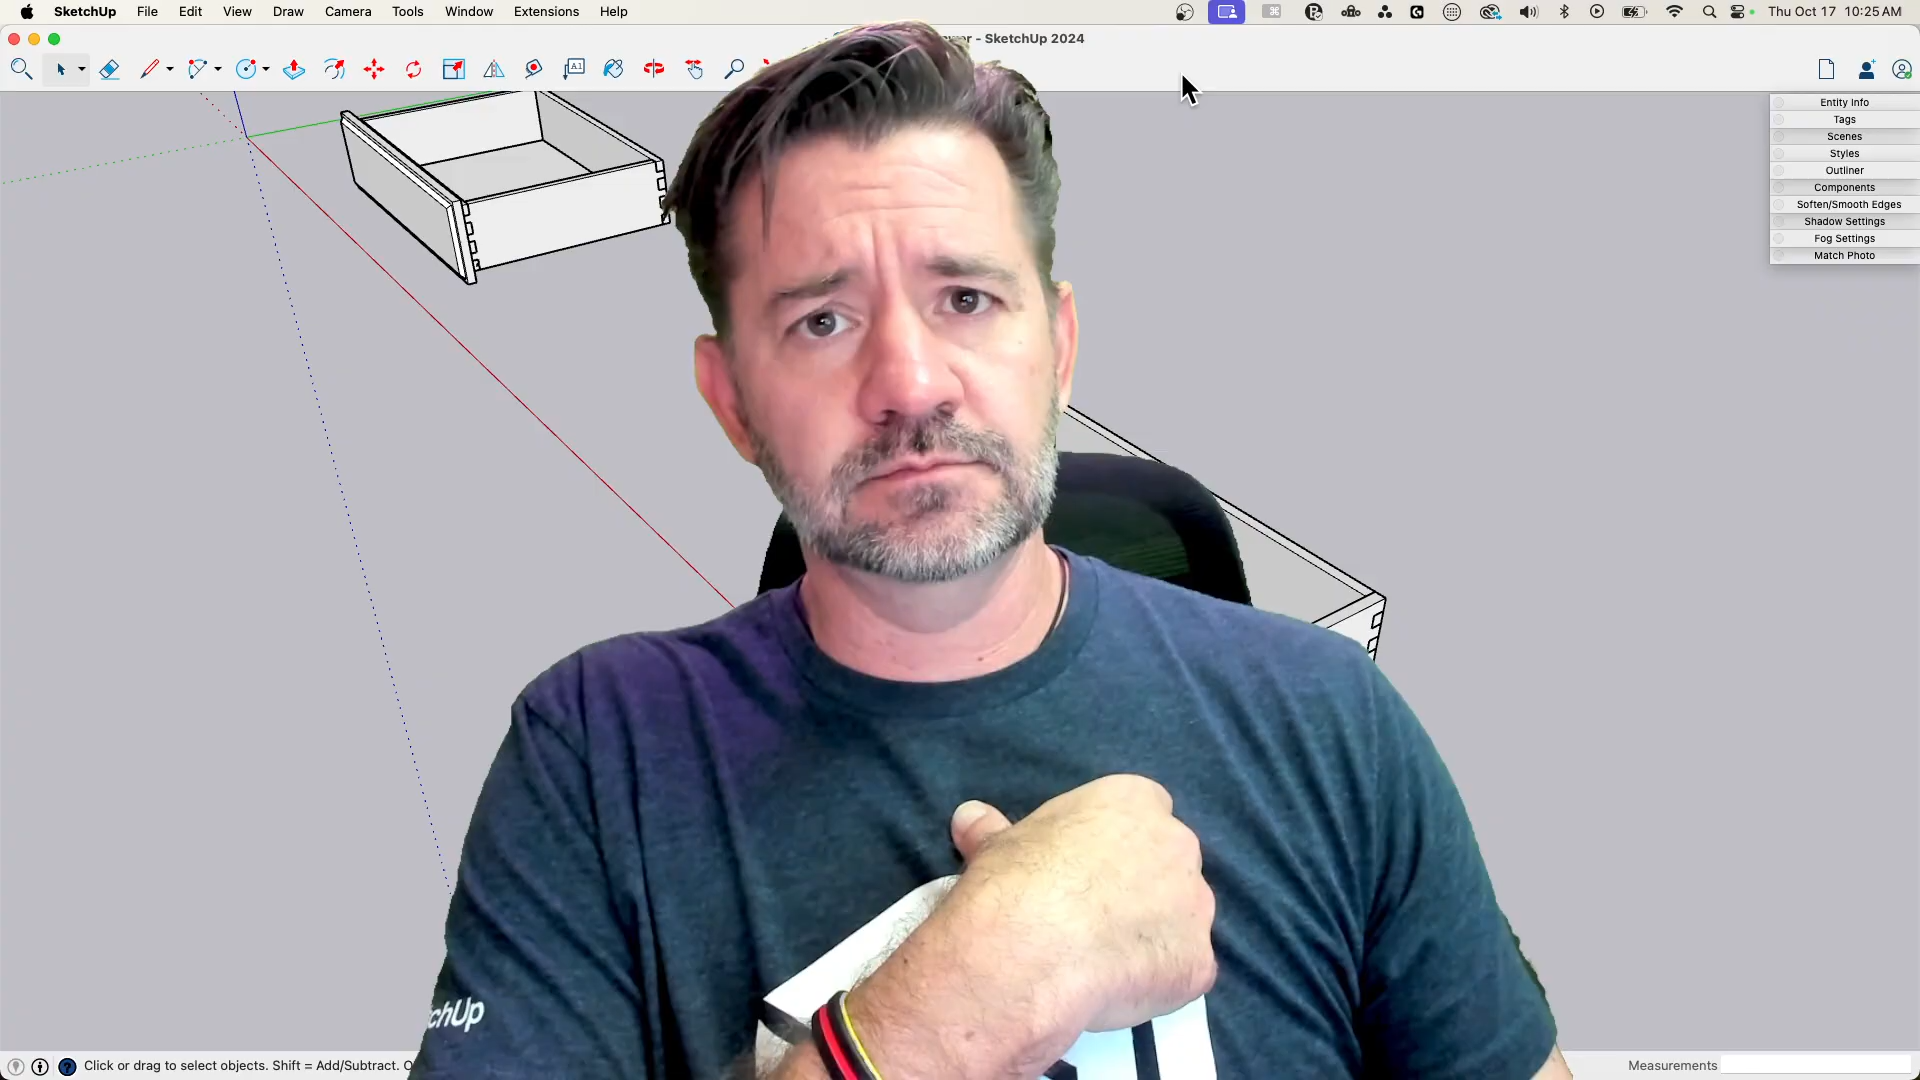 SketchUp File Edit View Draw Camera Tools Window Extensions Help Thu Oct 17 10:25 AM
- SketchUp 2024
A1
Entity Info
Tags
Scenes
Styles
Outliner
Components
Soften/Smooth Edges
Shadow Settings
Fog Settings
Match Photo
chUp
Click or drag to select objects. Shift = Add/Subtract. Measurements